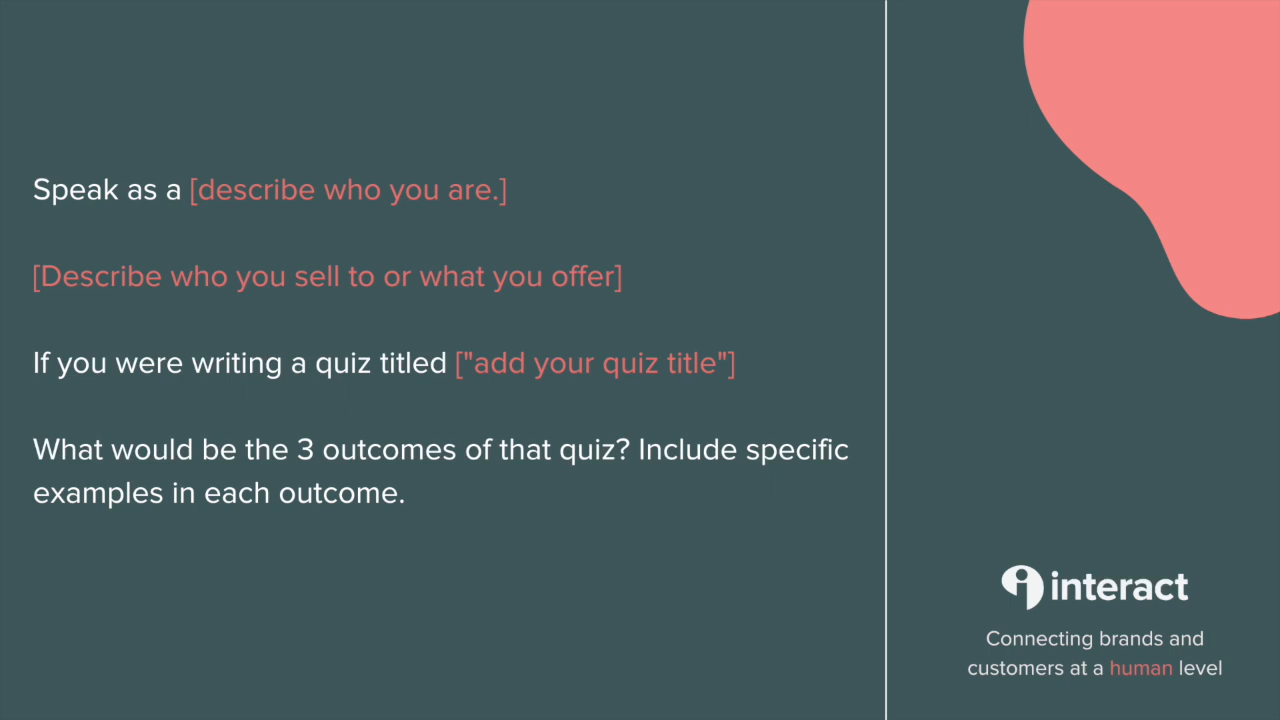 Speak as a [describe who you are.]
[Describe who you sell to or what you offer]
If you were writing a quiz titled ["add your quiz title"]
What would be the 3 outcomes of that quiz? Include specific
examples in each outcome.
interact
Connecting brands and
customers at a human level